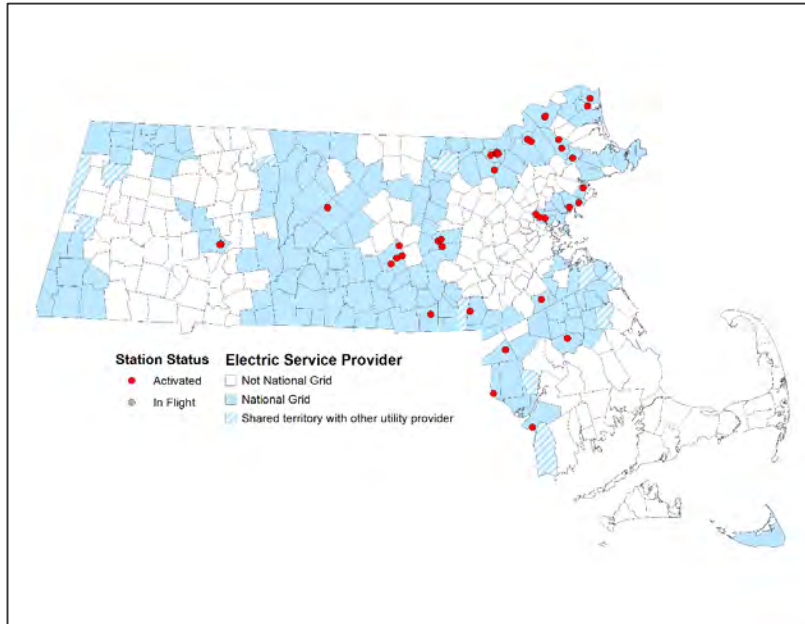 Station Status
Activated
In Flight
Electric Service Provider
Not National Grid
National Grid
Shared territory with other utility provider